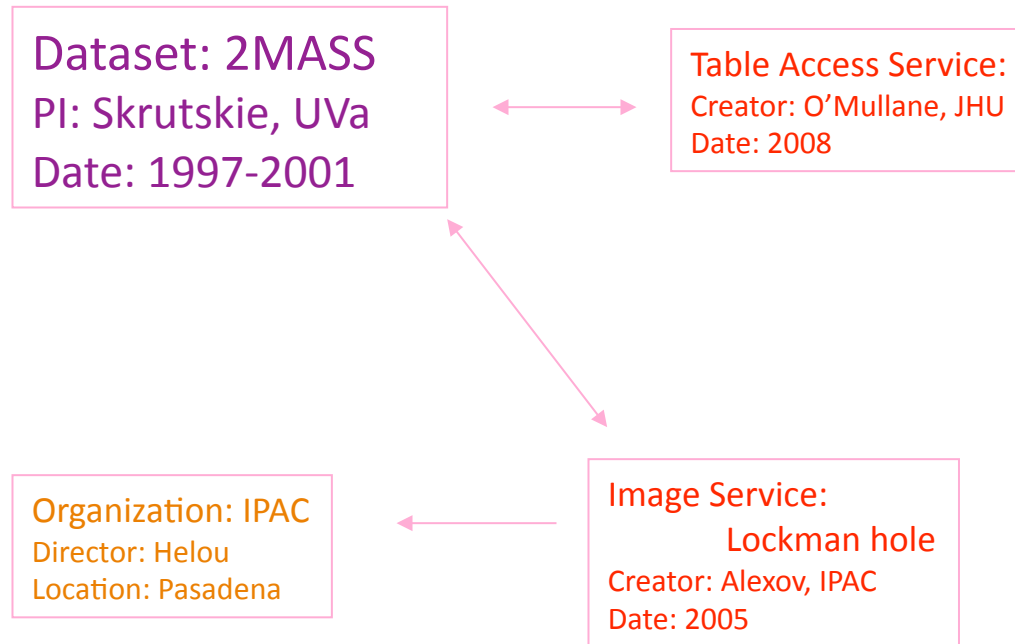 Dataset: 2MASS
PI: Skrutskie, UVa
Date: 1997-2001
Table Access Service:
Creator: O’Mullane, JHU
Date: 2008
Organization: IPAC
Director: Helou
Location: Pasadena
Image Service:
Lockman hole
Creator: Alexov, IPAC
Date: 2005